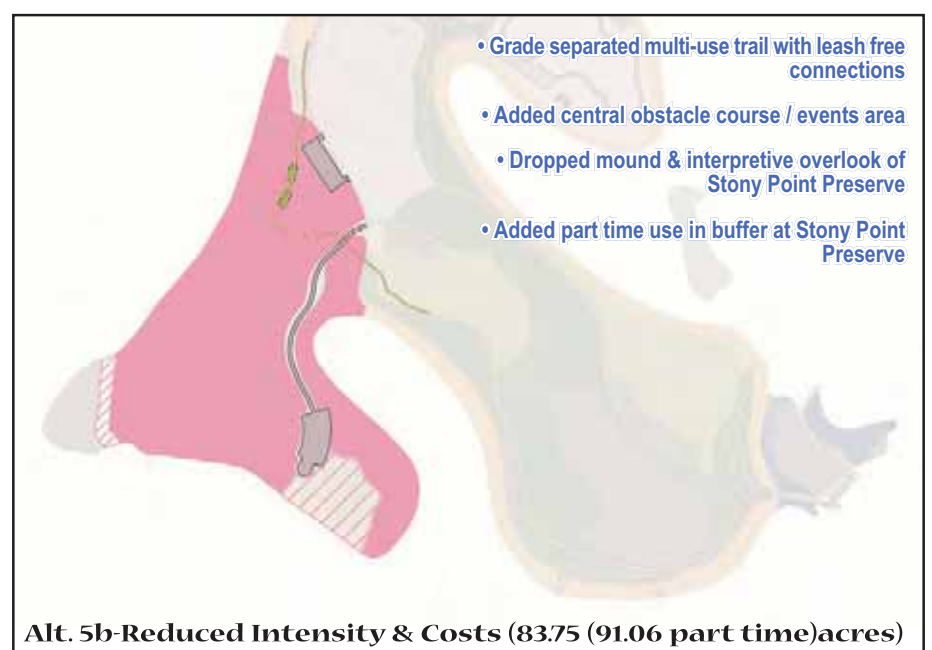 • Grade separated multi-use trail with leash free
connections
• Added central obstacle course / events area
• Dropped mound & interpretive overlook of
Stony Point Preserve
• Added part time use in buffer at Stony Point
Preserve
Alt. 5b-Reduced Intensity & Costs (83.75 (91.06 part time)acres)